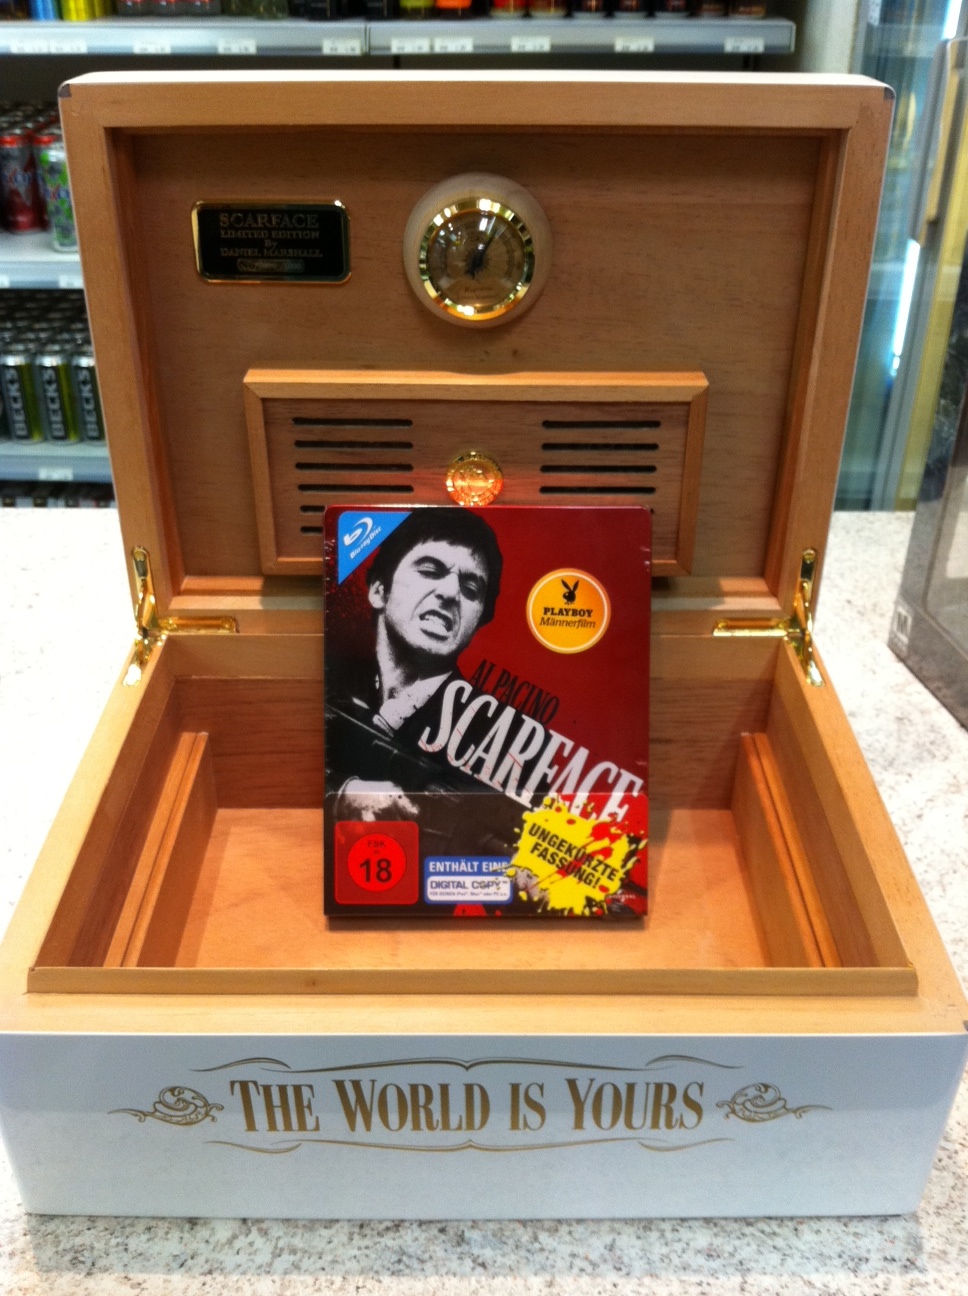 SCARFACE
LIMITED EDITION
By
DANIEL MARSHALL
Blu-ray Disc
PLAYBOY
Männerfilm
AL PACINO
SCARFACE
FSK
18
ENTHÄLT EINE
DIGITAL COPY
UNGEKÜRZTE
FASSUNG!
THE WORLD IS YOURS